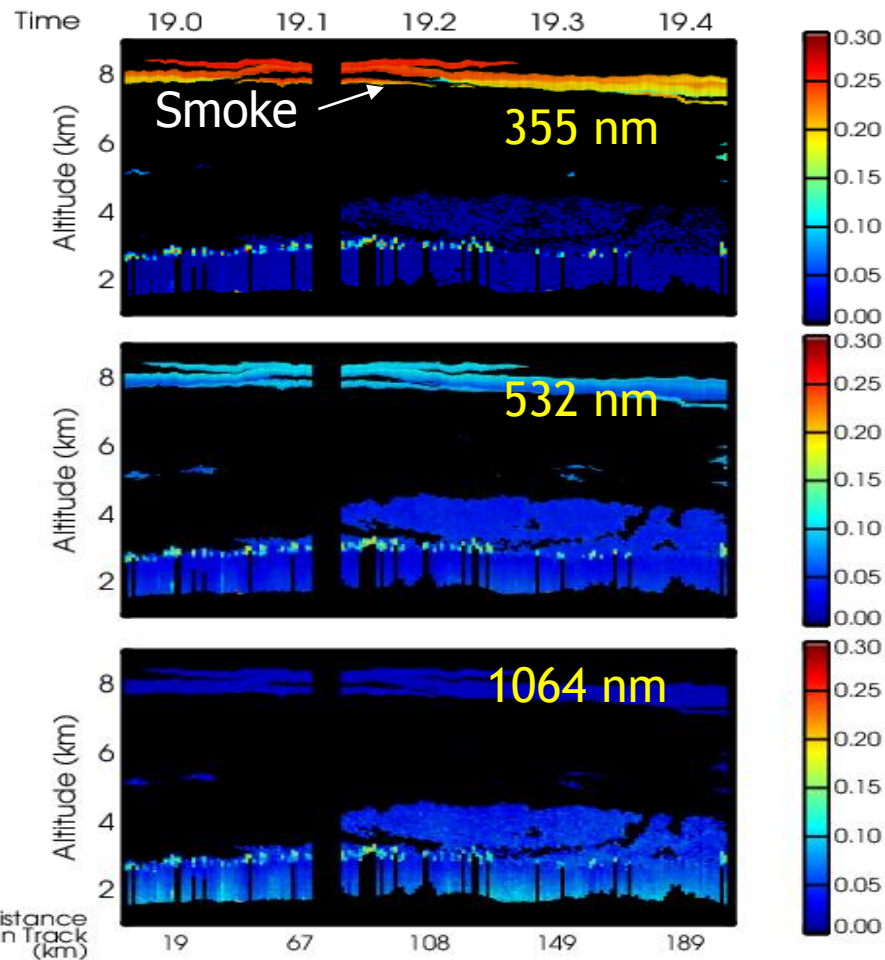 Time 19.0 19.1 19.2 19.3 19.4
Altitude (km)
8
6
4
2
Smoke
355 nm
0.30
0.25
0.20
0.15
0.10
0.05
0.00
Altitude (km)
8
6
4
2
532 nm
0.30
0.25
0.20
0.15
0.10
0.05
0.00
Altitude (km)
8
6
4
2
1064 nm
0.30
0.25
0.20
0.15
0.10
0.05
0.00
istance
n Track
(km)
19 67 108 149 189